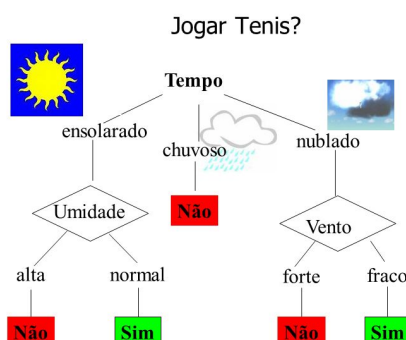 Jogar Tenis?
Tempo
ensolarado
chuvoso
nublado
Umidade
Não
Vento
alta
normal
forte
fraco
Não
Sim
Não
Sim